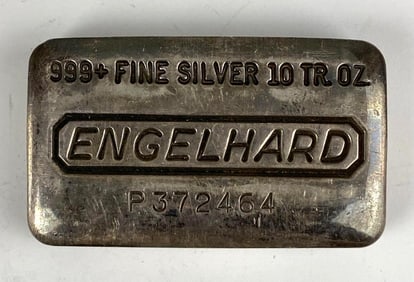 999+ FINE SILVER 10 TR. OZ.
ENGELHARD
P372464